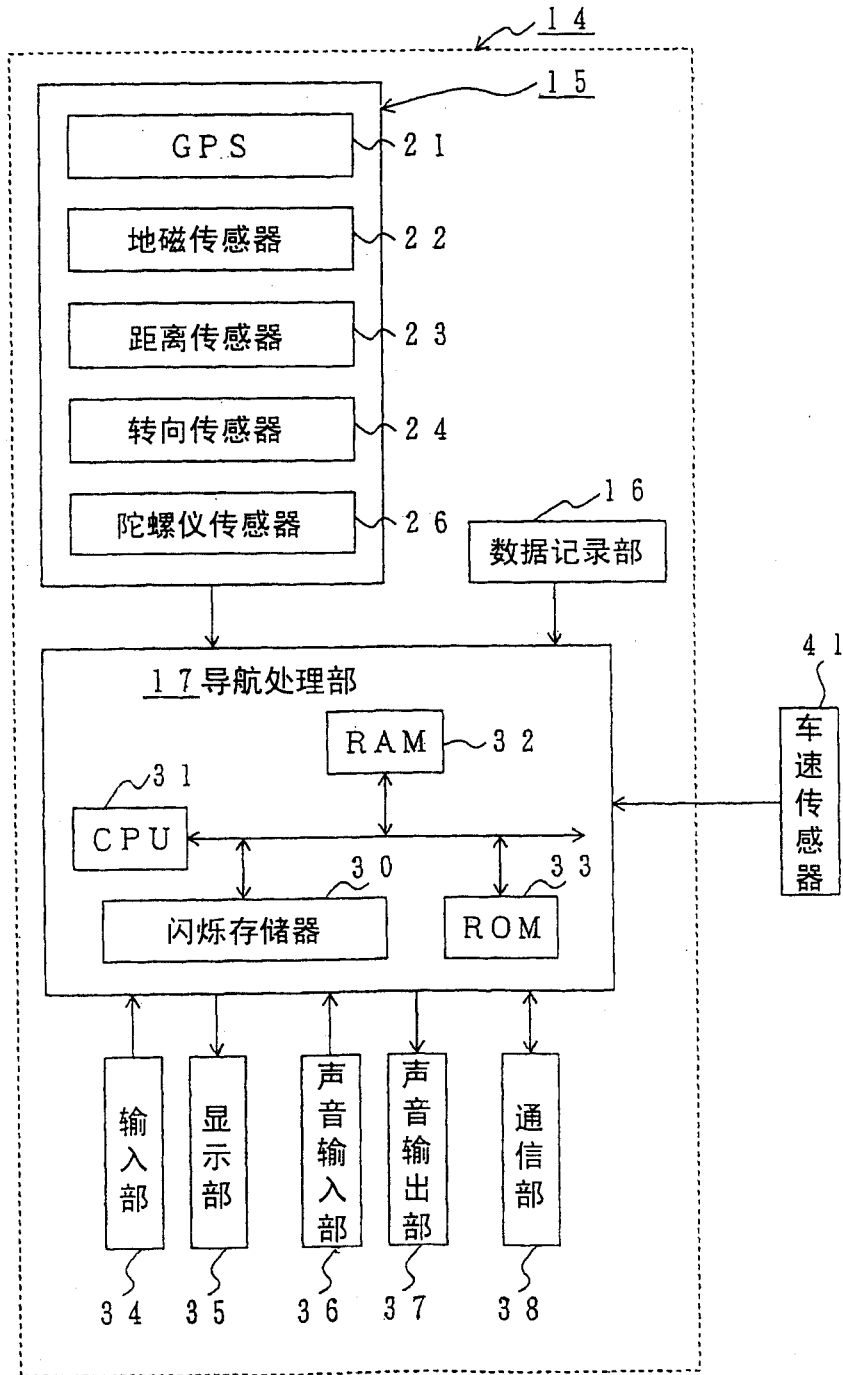 14
15
GPS 21
地磁传感器 22
距离传感器 23
转向传感器 24
陀螺仪传感器 26
16
数据记录部
17导航处理部
RAM 32
31
CPU
30
闪烁存储器
33
ROM
41
车速传感器
输入部
34
显示部
35
声音输入部
36
声音输出部
37
通信部
38